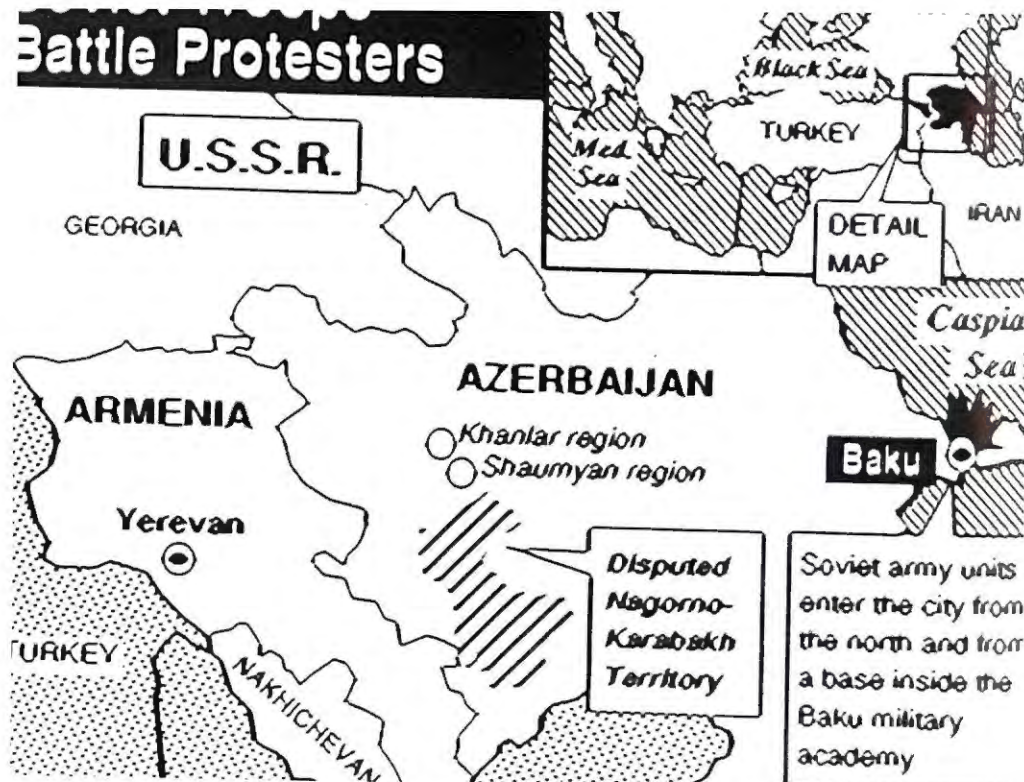 Battle Protesters
U.S.S.R.
GEORGIA
Black Sea
TURKEY
Med.
Sea
IRAN
DETAIL
MAP
Caspia
Sea
AZERBAIJAN
ARMENIA
Khanlar region
Shaumyan region
Baku
Yerevan
Disputed
Nagorno-
Karabakh
Territory
Soviet army units
enter the city from
the north and from
a base inside the
Baku military
academy
TURKEY
NAKHICHEVAN